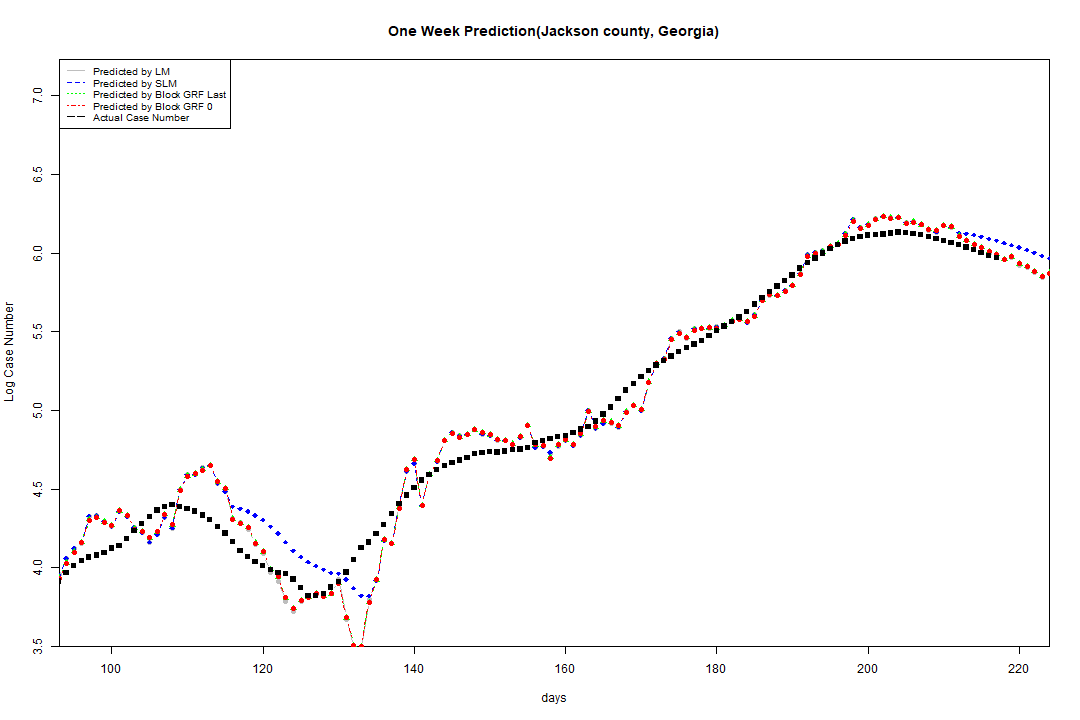 One Week Prediction(Jackson county, Georgia)
Predicted by LM
Predicted by SLM
Predicted by Block GRF Last
Predicted by Block GRF 0
Actual Case Number
Log Case Number
7.0
6.5
6.0
5.5
5.0
4.5
4.0
3.5
100 120 140 160 180 200 220
days